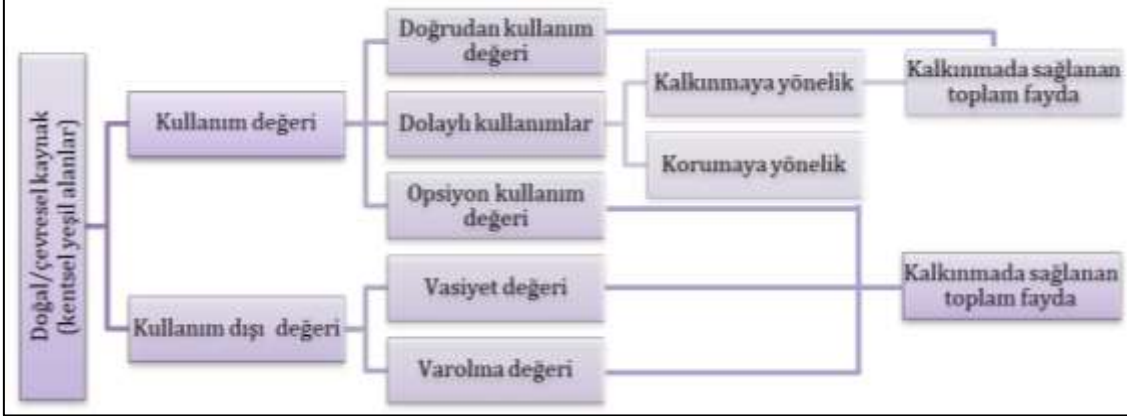 Doğal/çevresel kaynak
(kentsel yeşil alanlar)
Kullanım değeri
Doğrudan kullanım
değeri
Dolaylı kullanımlar
Kalkınmaya yönelik
Kalkınmada sağlanan
toplam fayda
Korumaya yönelik
Opsiyon kullanım
değeri
Kullanım dışı değeri
Vasiyet değeri
Varolma değeri
Kalkınmada sağlanan
toplam fayda